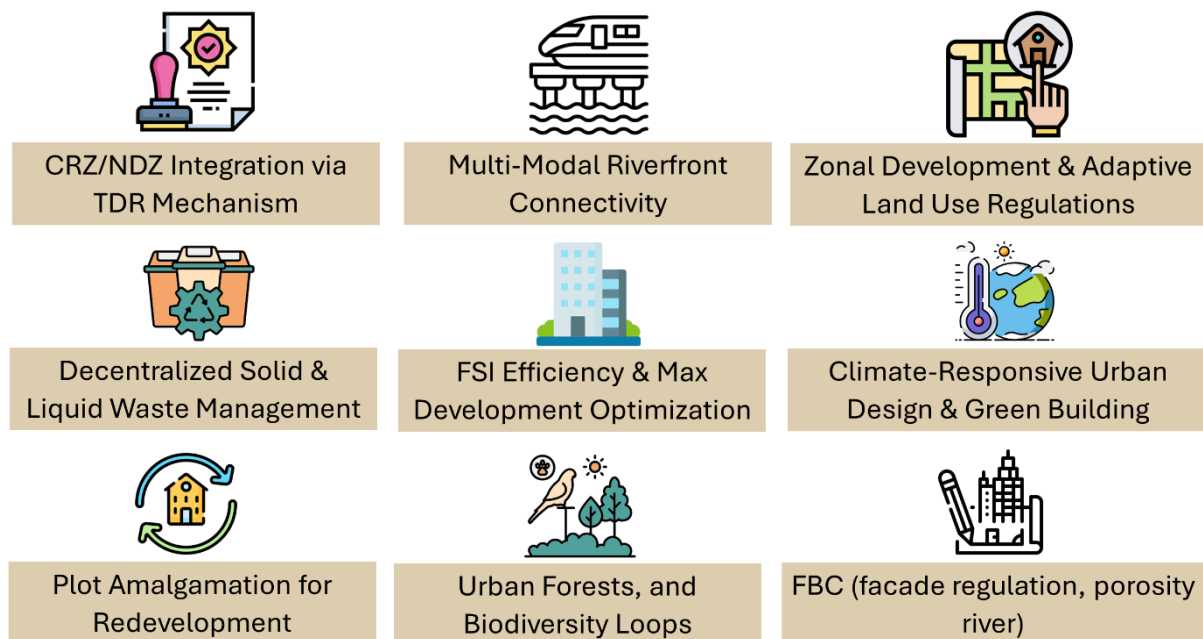 CRZ/NDZ Integration via
TDR Mechanism
Multi-Modal Riverfront
Connectivity
Zonal Development & Adaptive
Land Use Regulations
Decentralized Solid &
Liquid Waste Management
FSI Efficiency & Max
Development Optimization
Climate-Responsive Urban
Design & Green Building
Plot Amalgamation for
Redevelopment
Urban Forests, and
Biodiversity Loops
FBC (facade regulation, porosity
river)